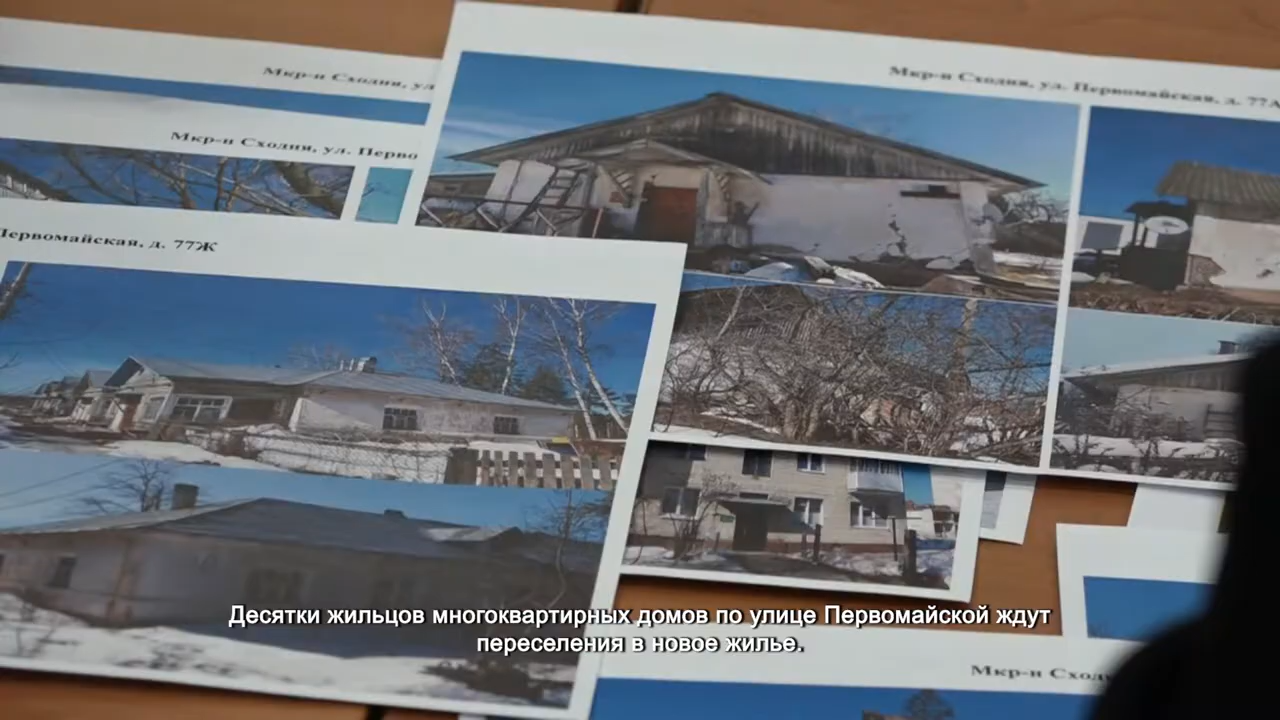 Мкр-н Сходня, ул. Первомайская, д. 77А
Мкр-н Сходня, ул.
Мкр-н Сходня, ул. Перво
Первомайская, д. 77Ж
Десятки жильцов многоквартирных домов по улице Первомайской ждут
переселения в новое жилье.
Мкр-н Сходн